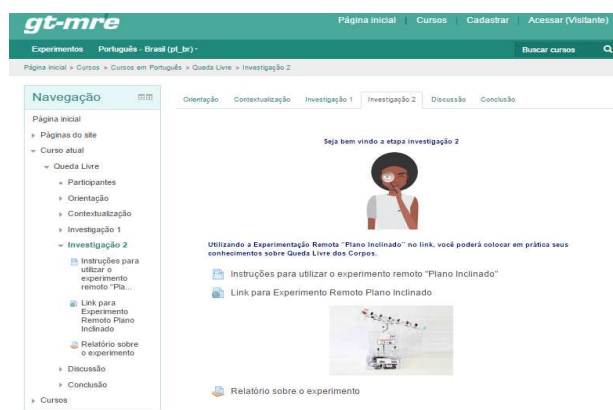 gt-mre
Página inicial | Cursos | Cadastrar | Acessar (Visitante)
Experimentos Português - Brasil (pt_br)
Buscar cursos
Página inicial » Cursos » Cursos em Português » Queda Livre » Investigação 2
Navegação
Página inicial
Páginas do site
Curso atual
Queda Livre
Participantes
Orientação
Contextualização
Investigação 1
Investigação 2
Instruções para
utilizar o
experimento
remoto "Pla...
Link para
Experimento
Remoto Plano
Inclinado
Relatório sobre
o experimento
Discussão
Conclusão
Cursos
Orientação Contextualização Investigação 1 Investigação 2 Discussão Conclusão
Seja bem vindo a etapa investigação 2
Utilizando a Experimentação Remota "Plano Inclinado" no link, você poderá colocar em prática seus
conhecimentos sobre Queda Livre dos Corpos.
Instruções para utilizar o experimento remoto "Plano Inclinado"
Link para Experimento Remoto Plano Inclinado
Relatório sobre o experimento